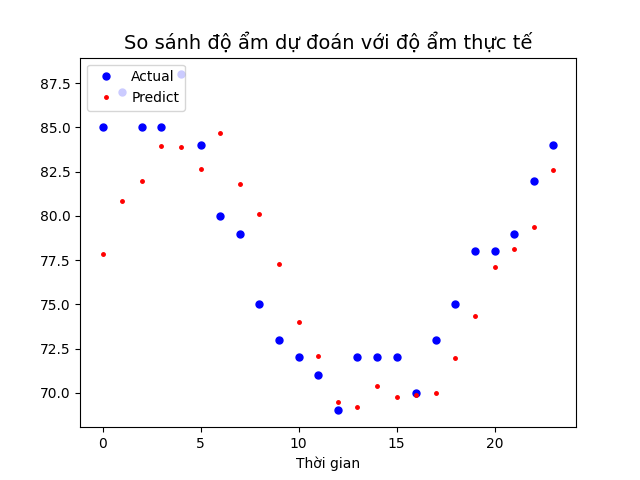 So sánh độ ẩm dự đoán với độ ẩm thực tế
Actual
Predict
87.5
85.0
82.5
80.0
77.5
75.0
72.5
70.0
0 5 10 15 20
Thời gian